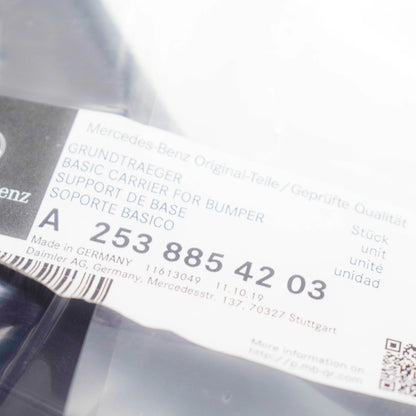 Mercedes-Benz Original-Teile/Geprüfte Qualität
GRUNDTRAEGER
BASIC CARRIER FOR BUMPER
SUPPORT DE BASE
SOPORTE BASICO
Stück
unit
unité
unidad
enz
A 253 885 42 03
Made in GERMANY 11613049 11.10.19
Daimler AG, Germany, Mercedesstr. 137, 70327 Stuttgart
More information on
http://p.mb-qr.com